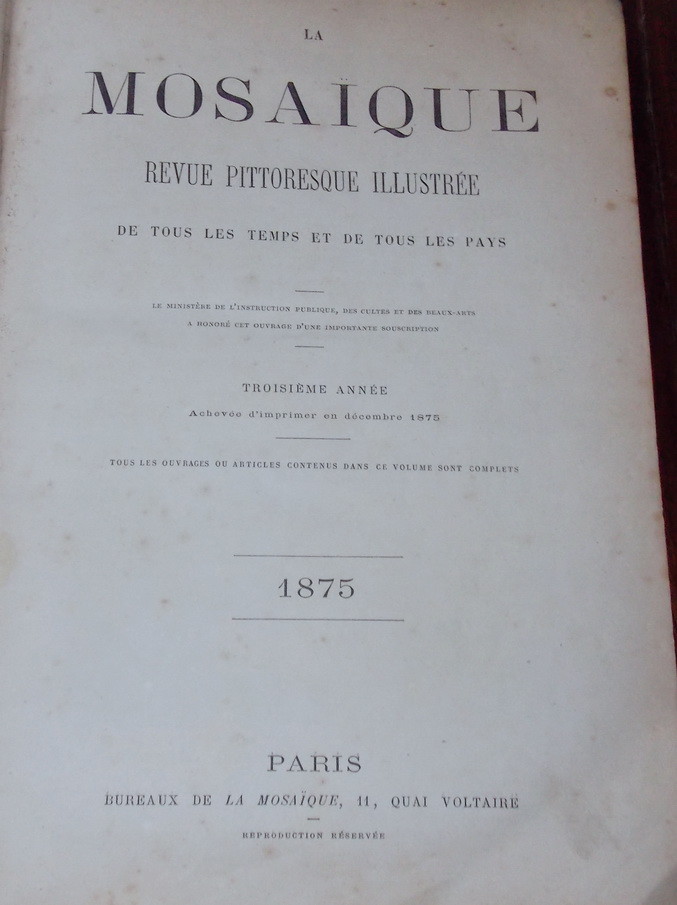 LA
MOSAÏQUE
REVUE PITTORESQUE ILLUSTRÉE
DE TOUS LES TEMPS ET DE TOUS LES PAYS
LE MINISTÈRE DE L'INSTRUCTION PUBLIQUE, DES CULTES ET DES BEAUX-ARTS
A HONORÉ CET OUVRAGE D'UNE IMPORTANTE SOUSCRIPTION
TROISIÈME ANNÉE
Achevée d'imprimer en décembre 1875
TOUS LES OUVRAGES OU ARTICLES CONTENUS DANS CE VOLUME SONT COMPLETS
1875
PARIS
BUREAUX DE LA MOSAÏQUE, 11, QUAI VOLTAIRE
REPRODUCTION RÉSERVÉE